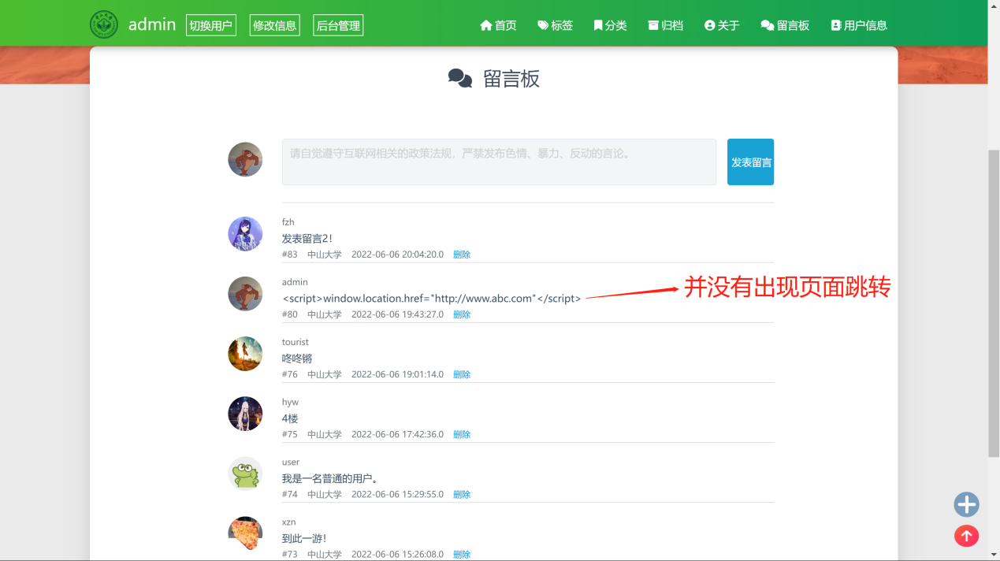 admin 切换用户 修改信息 后台管理 首页 标签 分类 归档 关于 留言板 用户信息
留言板
请自觉遵守互联网相关的政策法规，严禁发布色情、暴力、反动的言论。
发表留言
fzh
发表留言2！
#83 中山大学 2022-06-06 20:04:20.0 删除
admin
<script>window.location.href="http://www.abc.com"</script>
并没有出现页面跳转
#80 中山大学 2022-06-06 19:43:27.0 删除
tourist
咚咚锵
#76 中山大学 2022-06-06 19:01:14.0 删除
hyw
4楼
#75 中山大学 2022-06-06 17:42:36.0 删除
user
我是一名普通的用户。
#74 中山大学 2022-06-06 15:29:55.0 删除
xzn
到此一游！
#73 中山大学 2022-06-06 15:26:08.0 删除